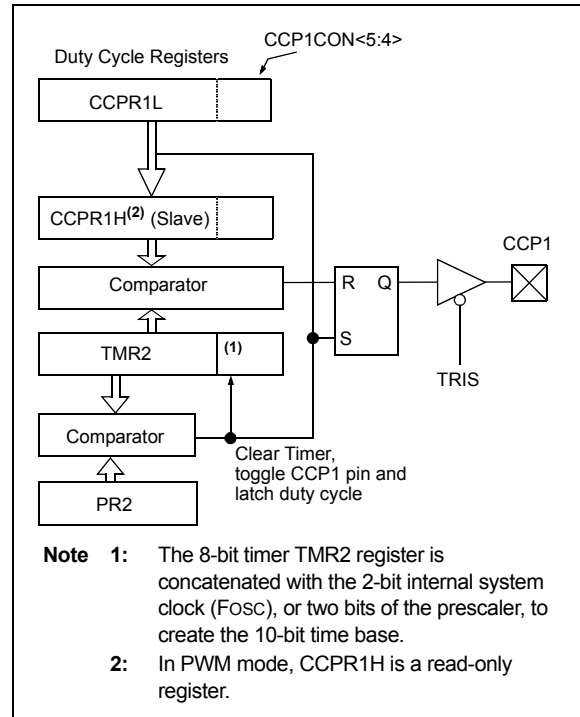 CCP1CON<5:4>
Duty Cycle Registers
CCPR1L
CCPR1H(2) (Slave)
CCP1
Comparator
R Q
S
TMR2 (1)
TRIS
Comparator
Clear Timer,
toggle CCP1 pin and
latch duty cycle
PR2
Note 1: The 8-bit timer TMR2 register is
concatenated with the 2-bit internal system
clock (FOSC), or two bits of the prescaler, to
create the 10-bit time base.
2: In PWM mode, CCPR1H is a read-only
register.